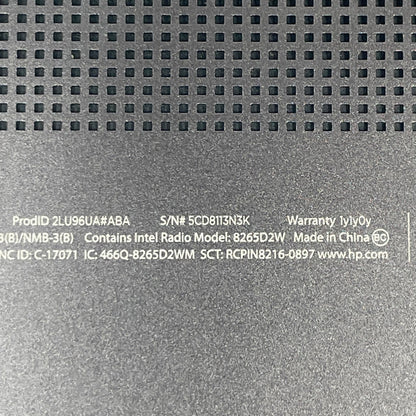 ProdID 2LU96UA#ABA S/N# 5CD8113N3K Warranty 1y1y0y
3(B)/NMB-3(B) Contains Intel Radio Model: 8265D2W Made in China BC
NC ID: C-17071 IC: 466Q-8265D2WM SCT: RCPIN8216-0897 www.hp.com